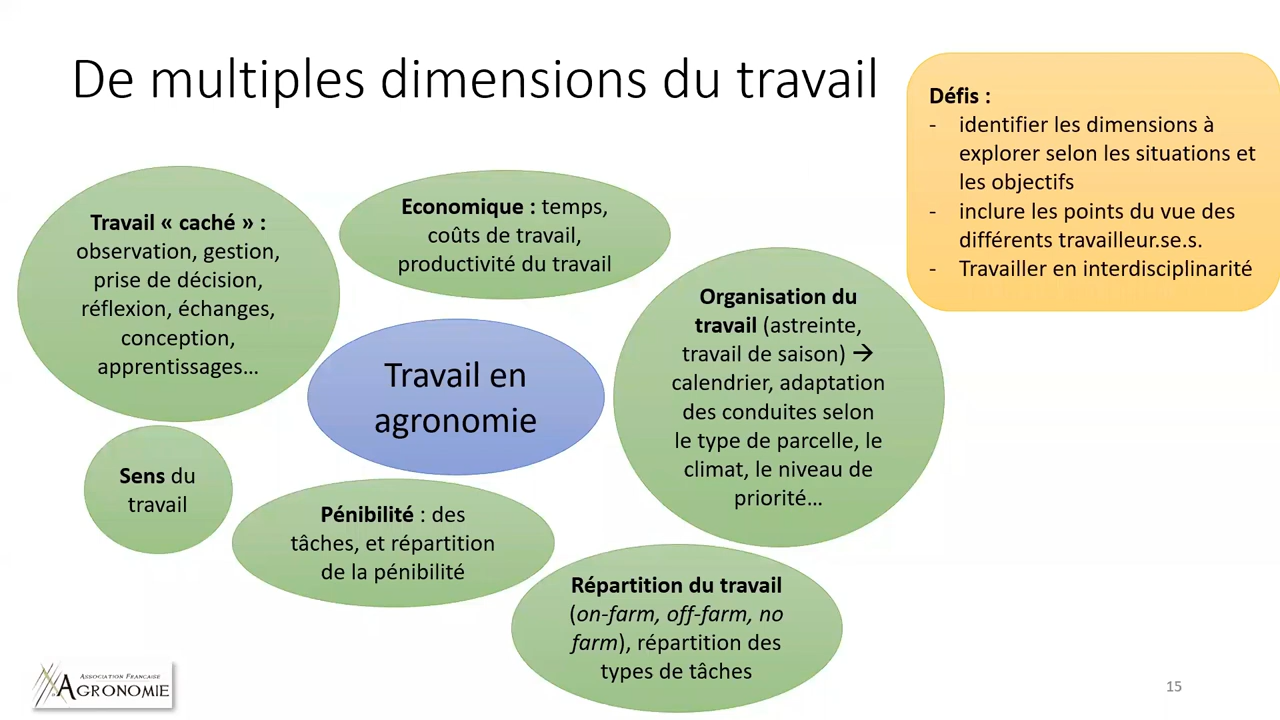 De multiples dimensions du travail
Défis :
- identifier les dimensions à
explorer selon les situations et
les objectifs
- inclure les points du vue des
différents travailleur.se.s.
- Travailler en interdisciplinarité
Travail « caché » :
observation, gestion,
prise de décision,
réflexion, échanges,
conception,
apprentissages…
Economique : temps,
coûts de travail,
productivité du travail
Organisation du
travail (astreinte,
travail de saison) →
calendrier, adaptation
des conduites selon
le type de parcelle, le
climat, le niveau de
priorité…
Travail en
agronomie
Sens du
travail
Pénibilité : des
tâches, et répartition
de la pénibilité
Répartition du travail
(on-farm, off-farm, no
farm), répartition des
types de tâches
Association Française
Agronomie
15